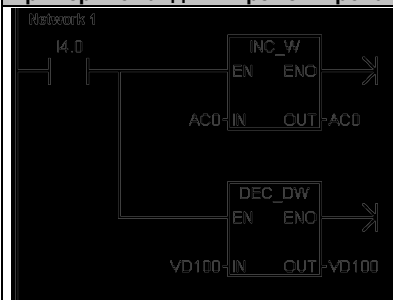 Network 1
I4.0
INC_W
EN ENO
AC0 IN OUT AC0
DEC_DW
EN ENO
VD100 IN OUT VD100